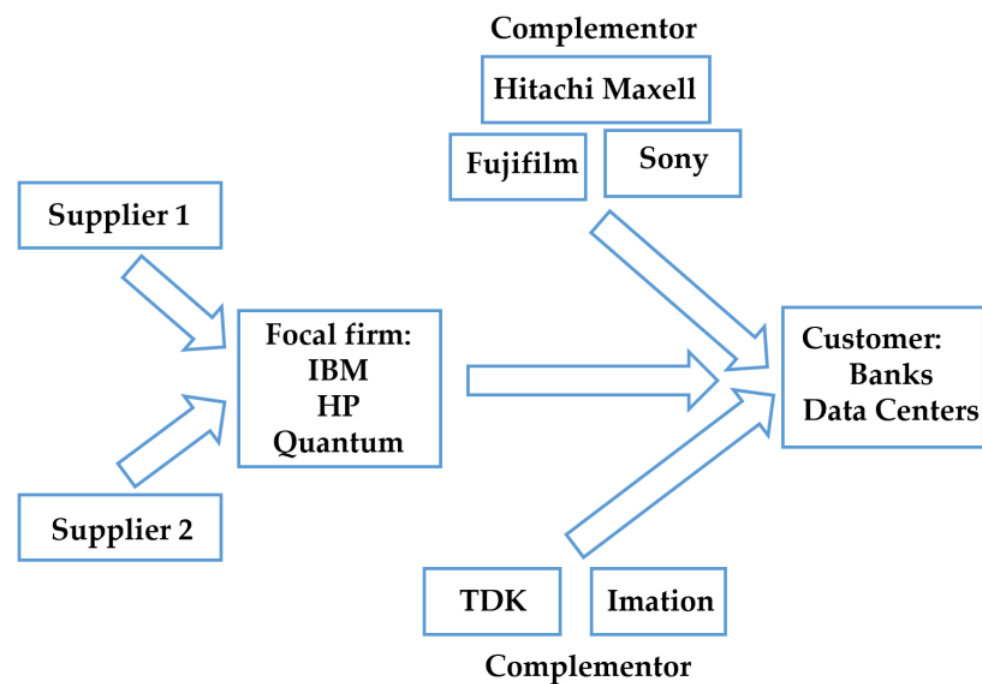 Complementor
Hitachi Maxell
Fujifilm
Sony
Supplier 1
Focal firm:
IBM
HP
Quantum
Customer:
Banks
Data Centers
Supplier 2
TDK
Imation
Complementor